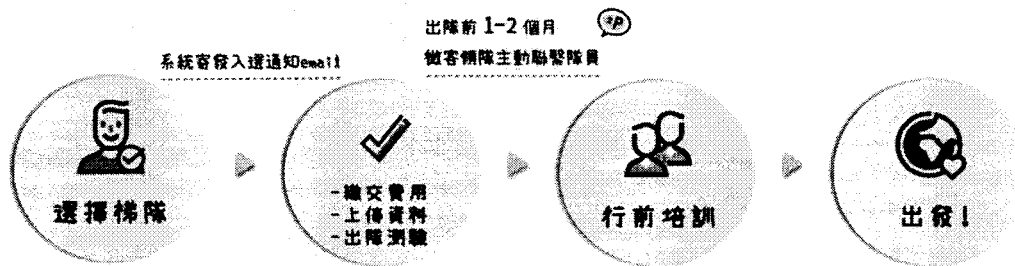 出隊前 1-2 個月
系統寄發入選通知email
微客領隊主動聯繫隊員
選擇梯隊
-繳交費用
-上傳資料
-出隊測驗
行前培訓
出發!